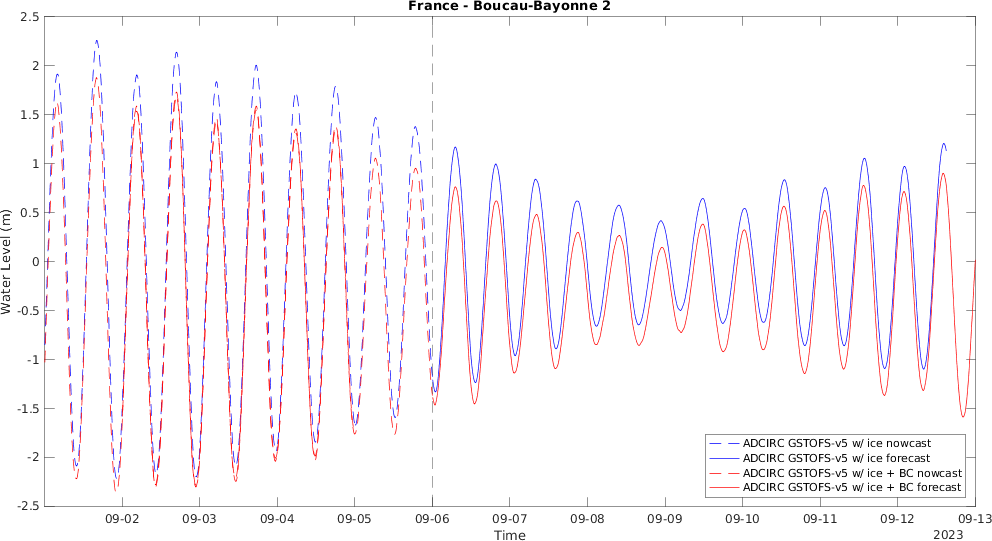 France - Boucau-Bayonne 2
2.5
2
1.5
1
0.5
0
-0.5
-1
-1.5
-2
-2.5
Water Level (m)
ADCIRC GSTOFS-v5 w/ ice nowcast
ADCIRC GSTOFS-v5 w/ ice forecast
ADCIRC GSTOFS-v5 w/ ice + BC nowcast
ADCIRC GSTOFS-v5 w/ ice + BC forecast
09-02 09-03 09-04 09-05 09-06 09-07 09-08 09-09 09-10 09-11 09-12 09-13
Time
2023